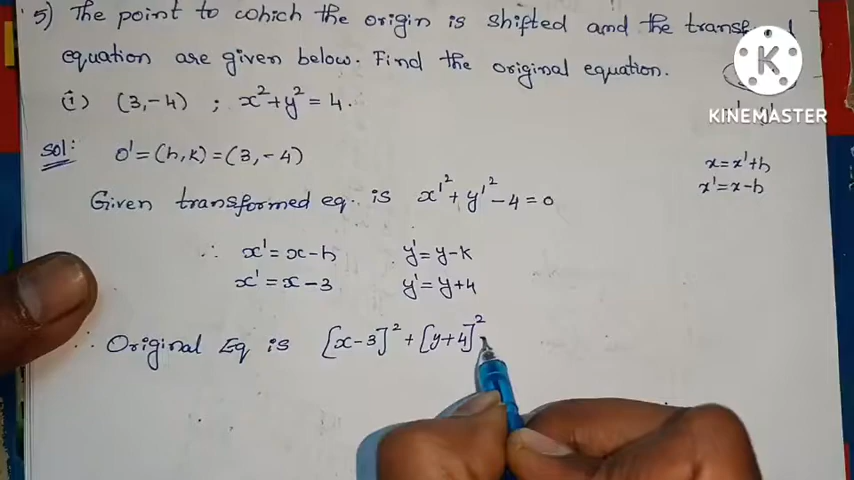 5) The point to which the origin is shifted and the
equation are given below. Find the original equation.
(i) (3,-4) ; x² + y² = 4.
Sol: O' = (h, k) = (3, -4)
Given transformed eq. is x'² + y'² - 4 = 0
∴ x' = x - h y' = y - k
x' = x - 3 y' = y + 4
∴ Original Eq is [x-3]² + [y+4]²
x = x' + h
x' = x - h
K
KINEMASTER